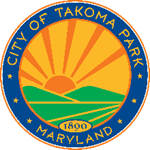 CITY OF TAKOMA PARK
1890
MARYLAND